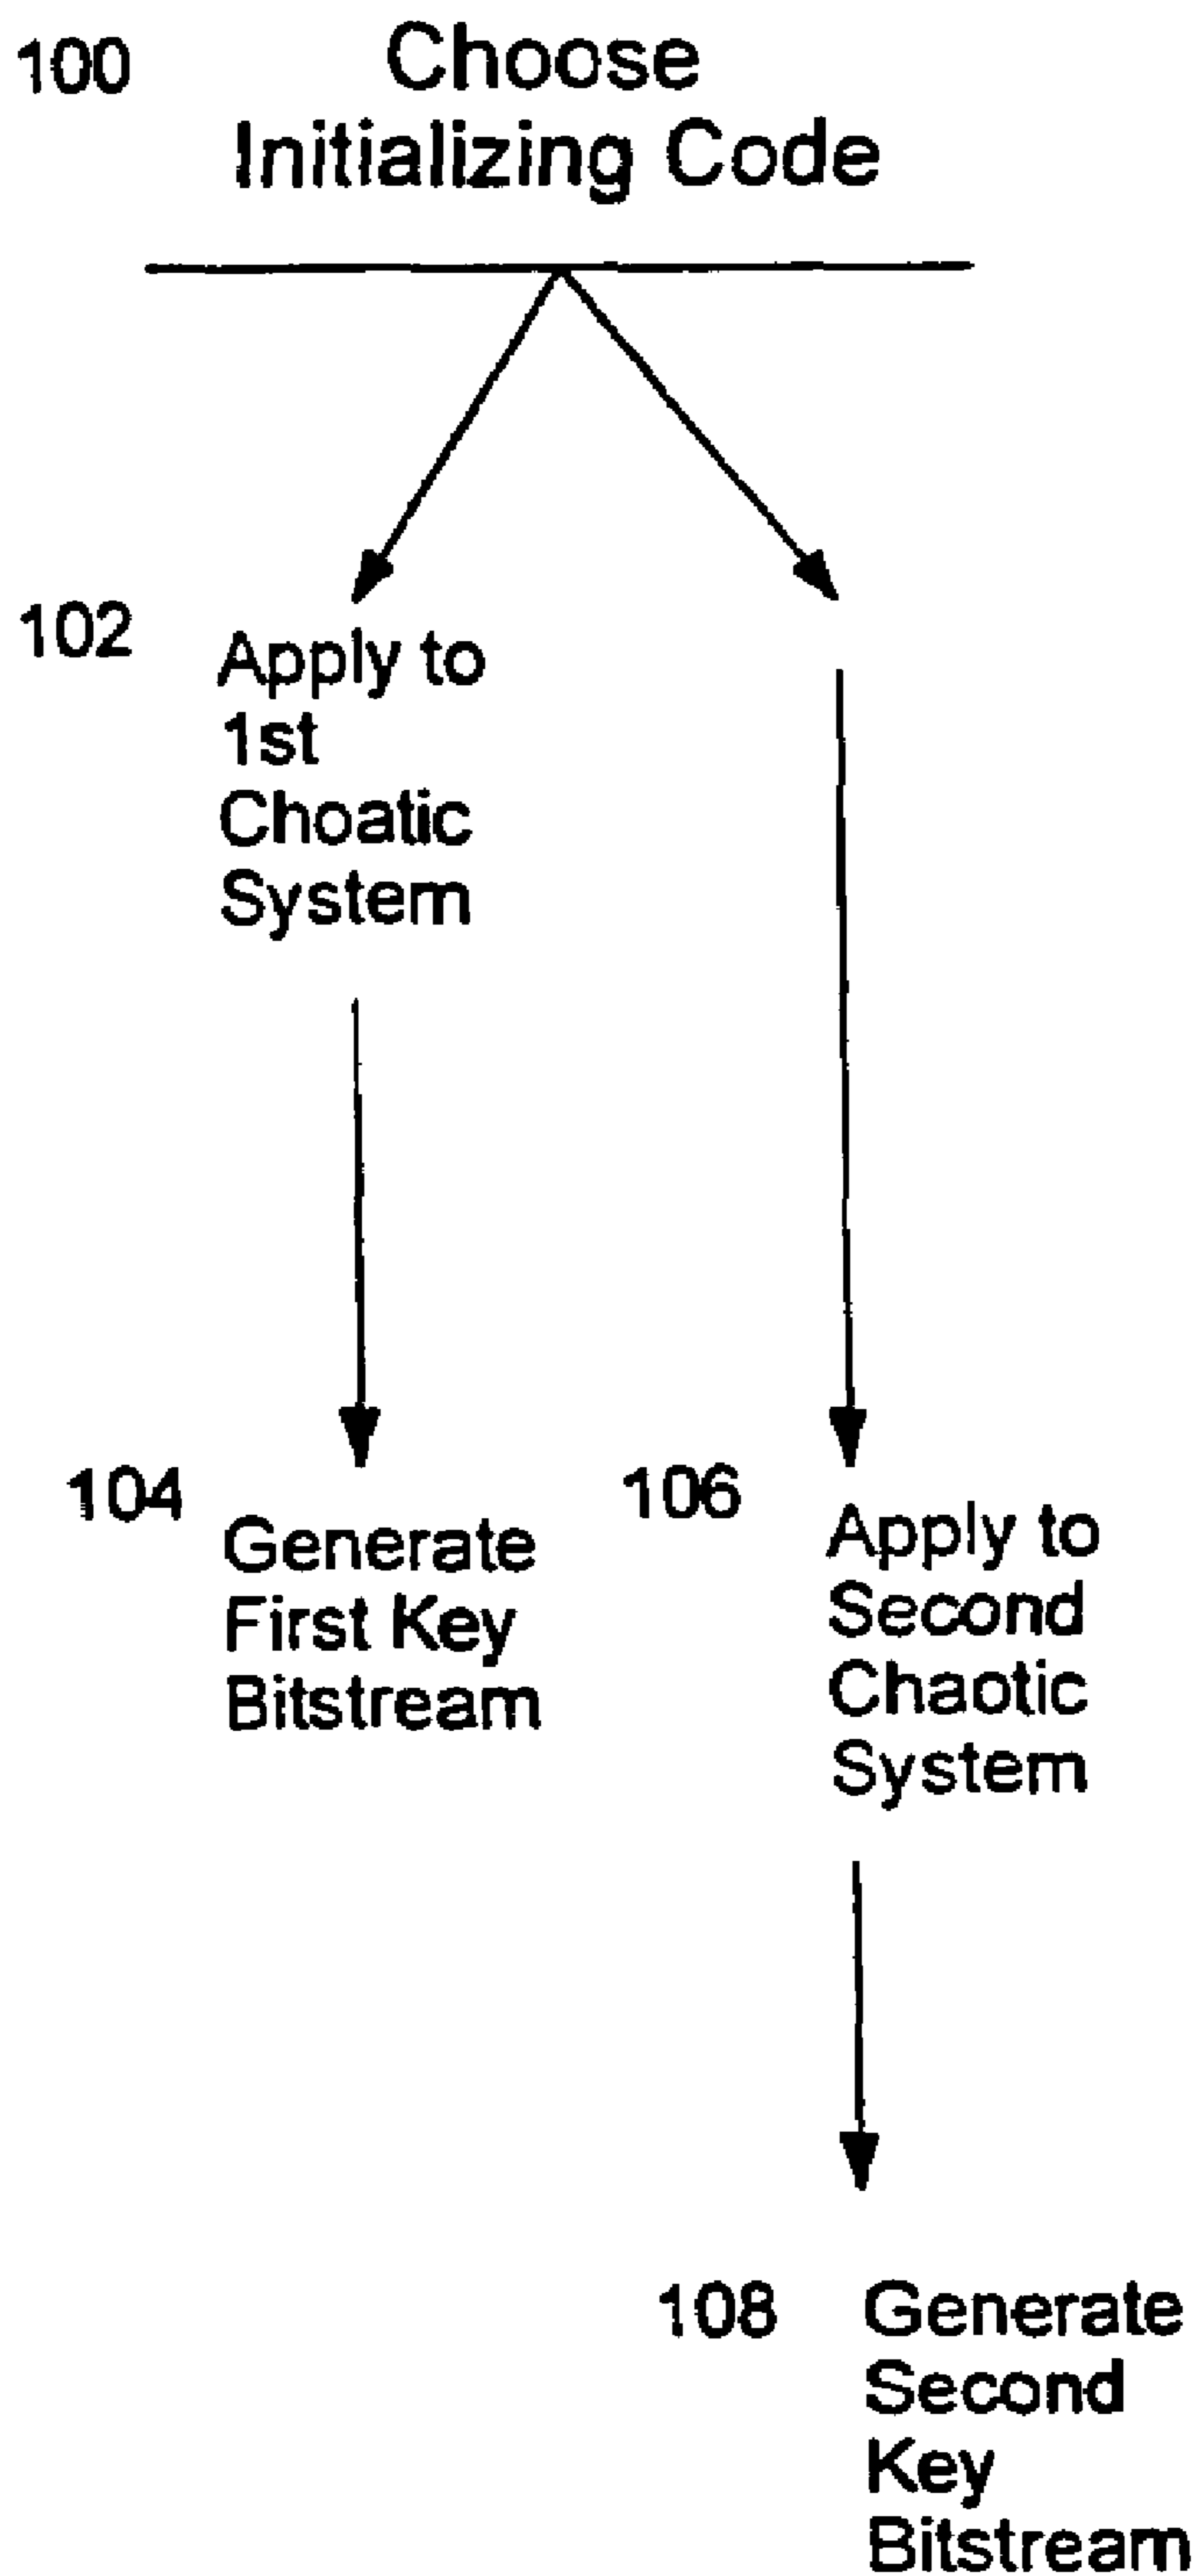 100 Choose
Initializing Code
102 Apply to
1st
Choatic
System
104 Generate
First Key
Bitstream
106 Apply to
Second
Chaotic
System
108 Generate
Second
Key
Bitstream